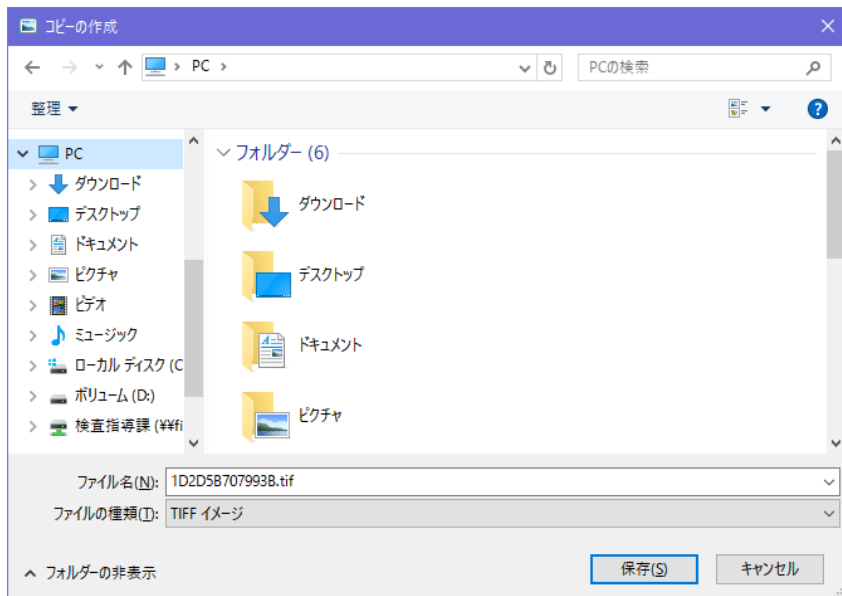 コピーの作成
PC
PCの検索
整理
PC
ダウンロード
デスクトップ
ドキュメント
ピクチャ
ビデオ
ミュージック
ローカル ディスク (C
ボリューム (D:)
検査指導課 (¥¥fi
フォルダー (6)
ダウンロード
デスクトップ
ドキュメント
ピクチャ
ファイル名(N): 1D2D5B707993B.tif
ファイルの種類(T): TIFF イメージ
フォルダーの非表示
保存(S)
キャンセル